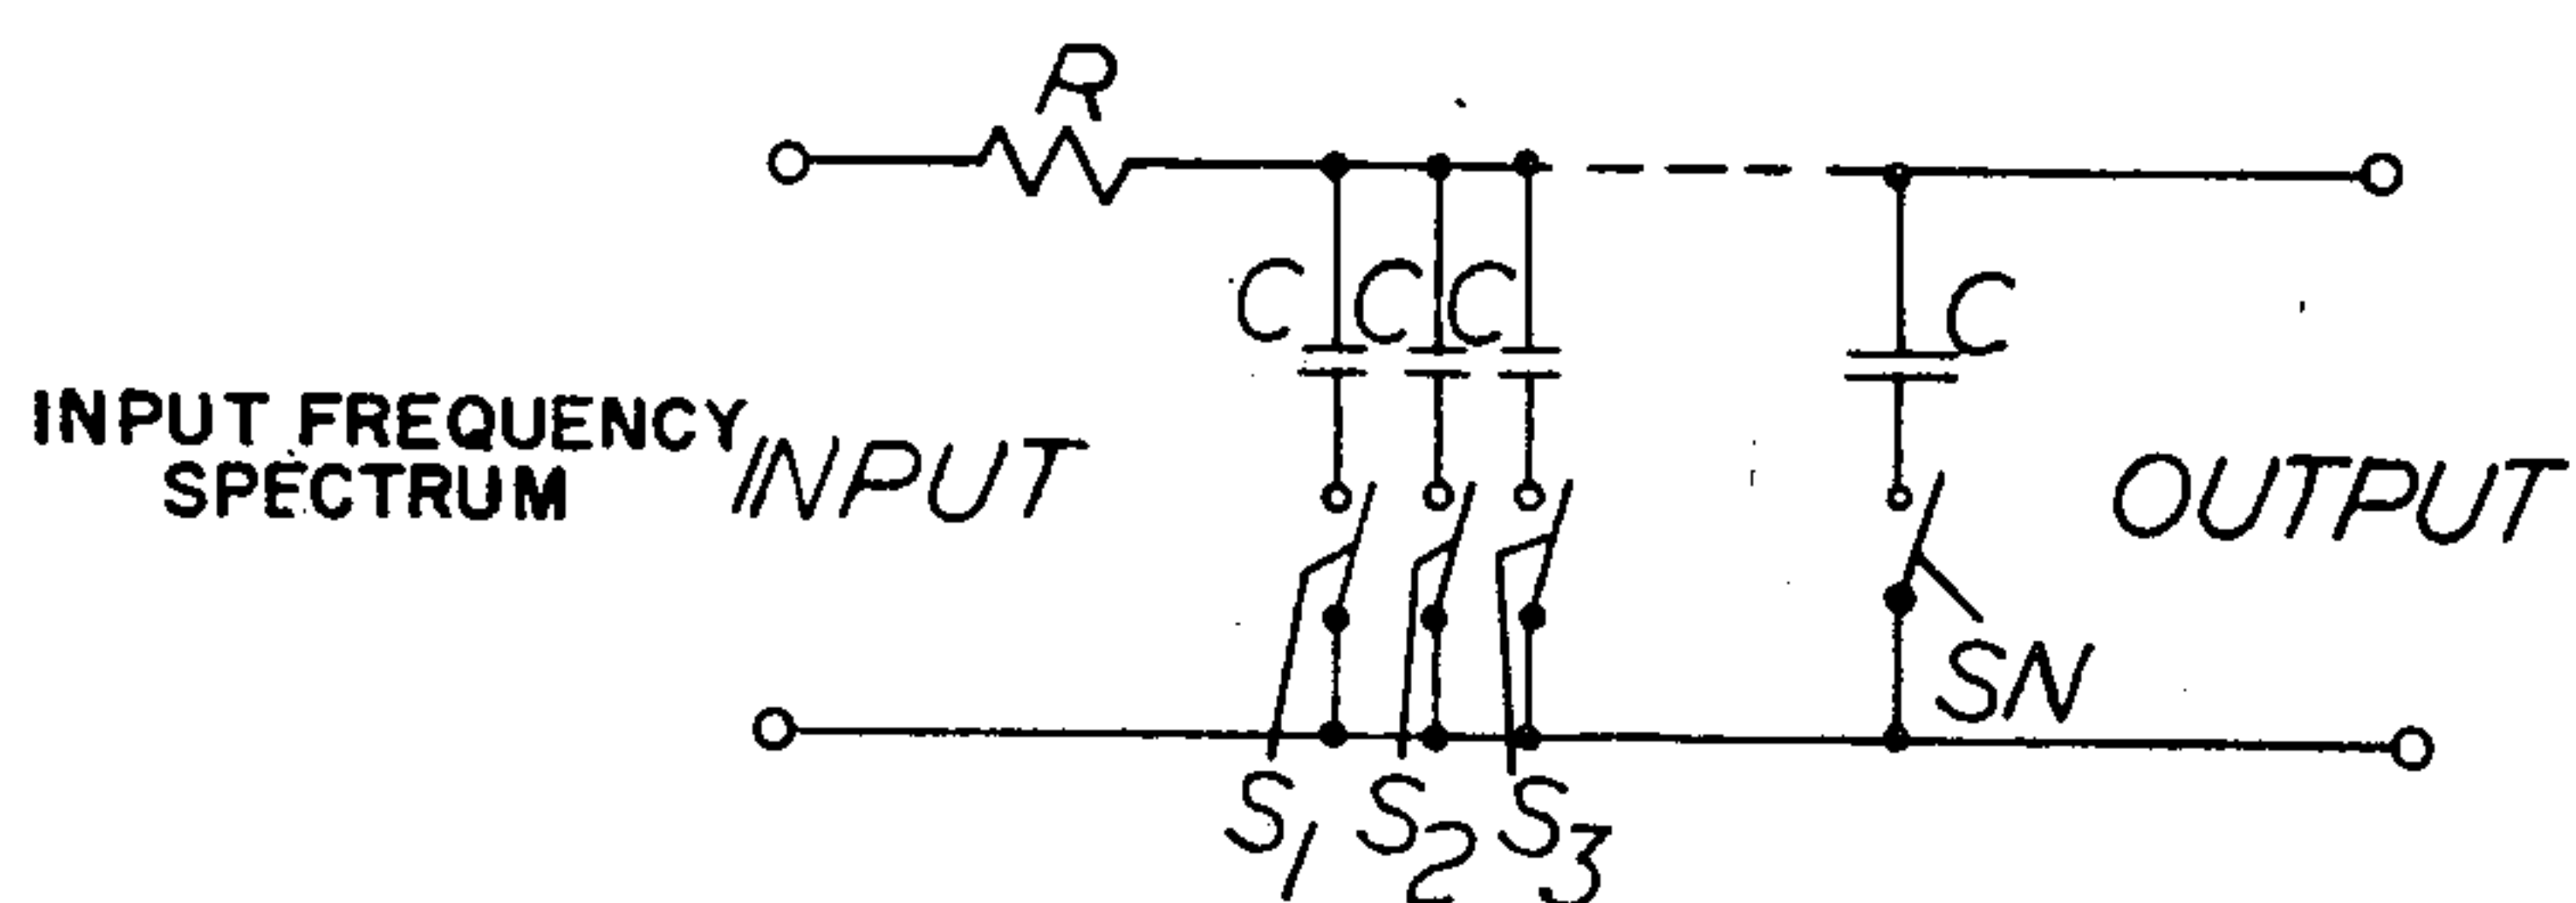 R
C C C C
INPUT FREQUENCY
SPECTRUM
INPUT
OUTPUT
SN
S1 S2 S3